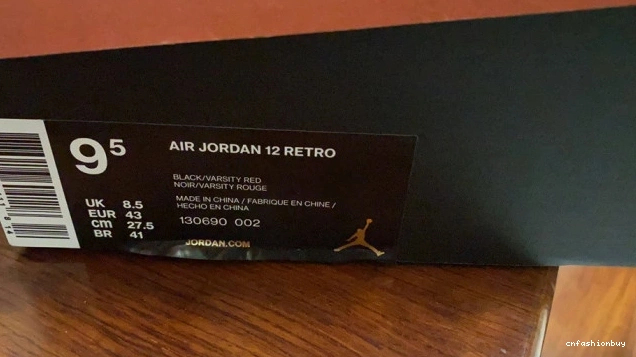 9 5
AIR JORDAN 12 RETRO
BLACK/VARSITY RED
NOIR/VARSITY ROUGE
MADE IN CHINA / FABRIQUE EN CHINE /
HECHO EN CHINA
130690 002
UK 8.5
EUR 43
cm 27.5
BR 41
JORDAN.COM
cnfashionbuy